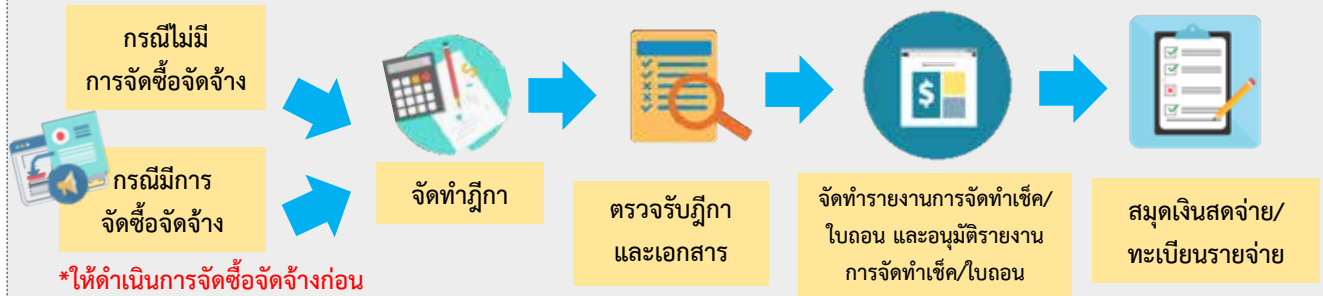 กรณีไม่มี
การจัดซื้อจัดจ้าง
กรณีมีการ
จัดซื้อจัดจ้าง
*ให้ดำเนินการจัดซื้อจัดจ้างก่อน
จัดทำฎีกา
ตรวจรับฎีกา
และเอกสาร
จัดทำรายงานการจัดทำเช็ค/
ใบถอน และอนุมัติรายงาน
การจัดทำเช็ค/ใบถอน
สมุดเงินสดจ่าย/
ทะเบียนรายจ่าย